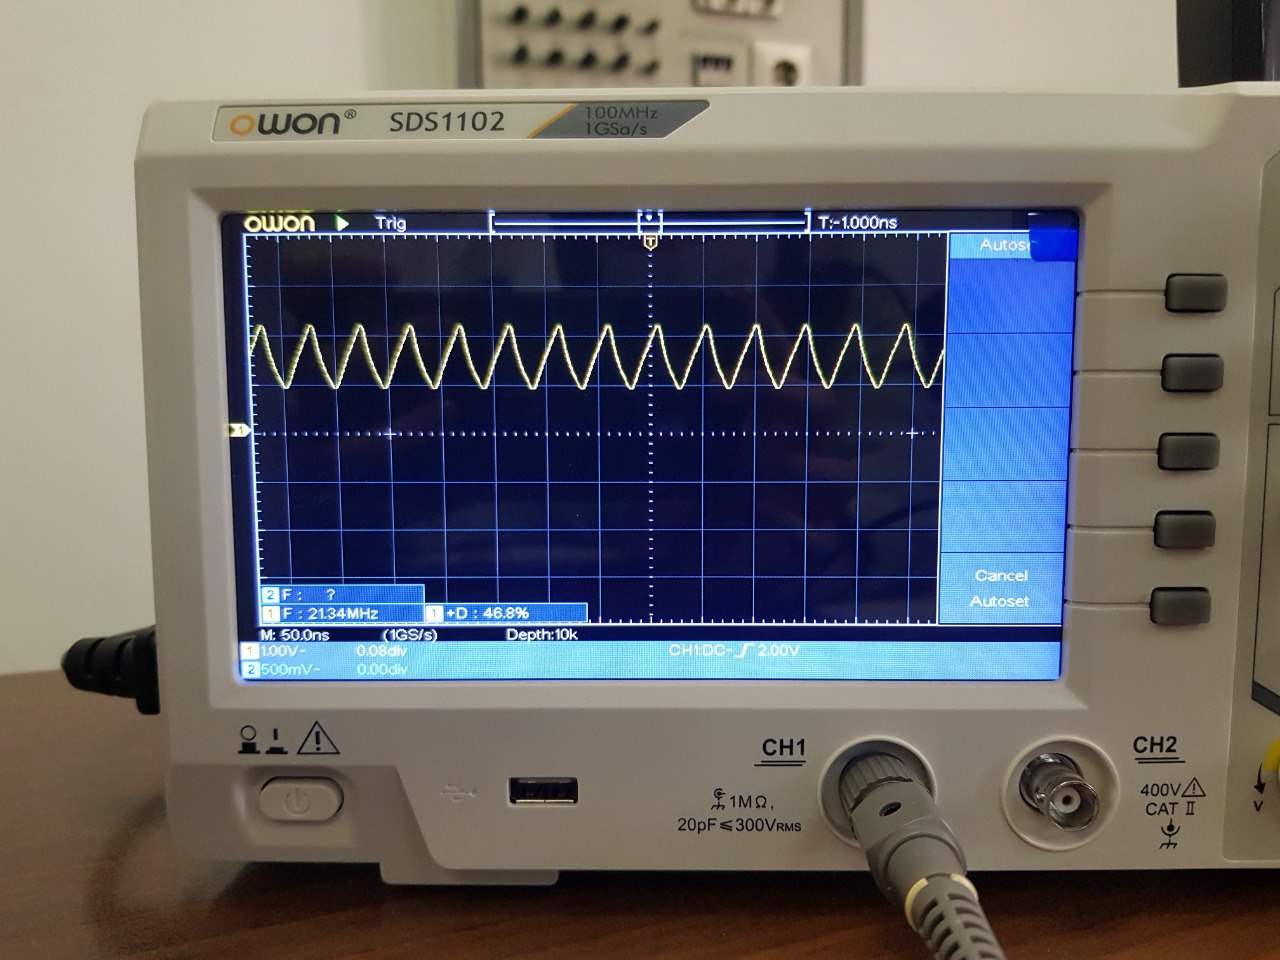 owon® SDS1102 100MHz
1GSa/s
owon Trig T:-1.000ns
T
Autose
1
2 F : ?
1 F : 21.34MHz 1 +D : 46.8%
Cancel
Autoset
M: 50.0ns (1GS/s) Depth:10k
1 1.00V~ 0.08div CH1:DC- 2.00V
2 500mV~ 0.00div
CH1
1MΩ,
20pF≤300VRMS
CH2
400V
CAT II
V